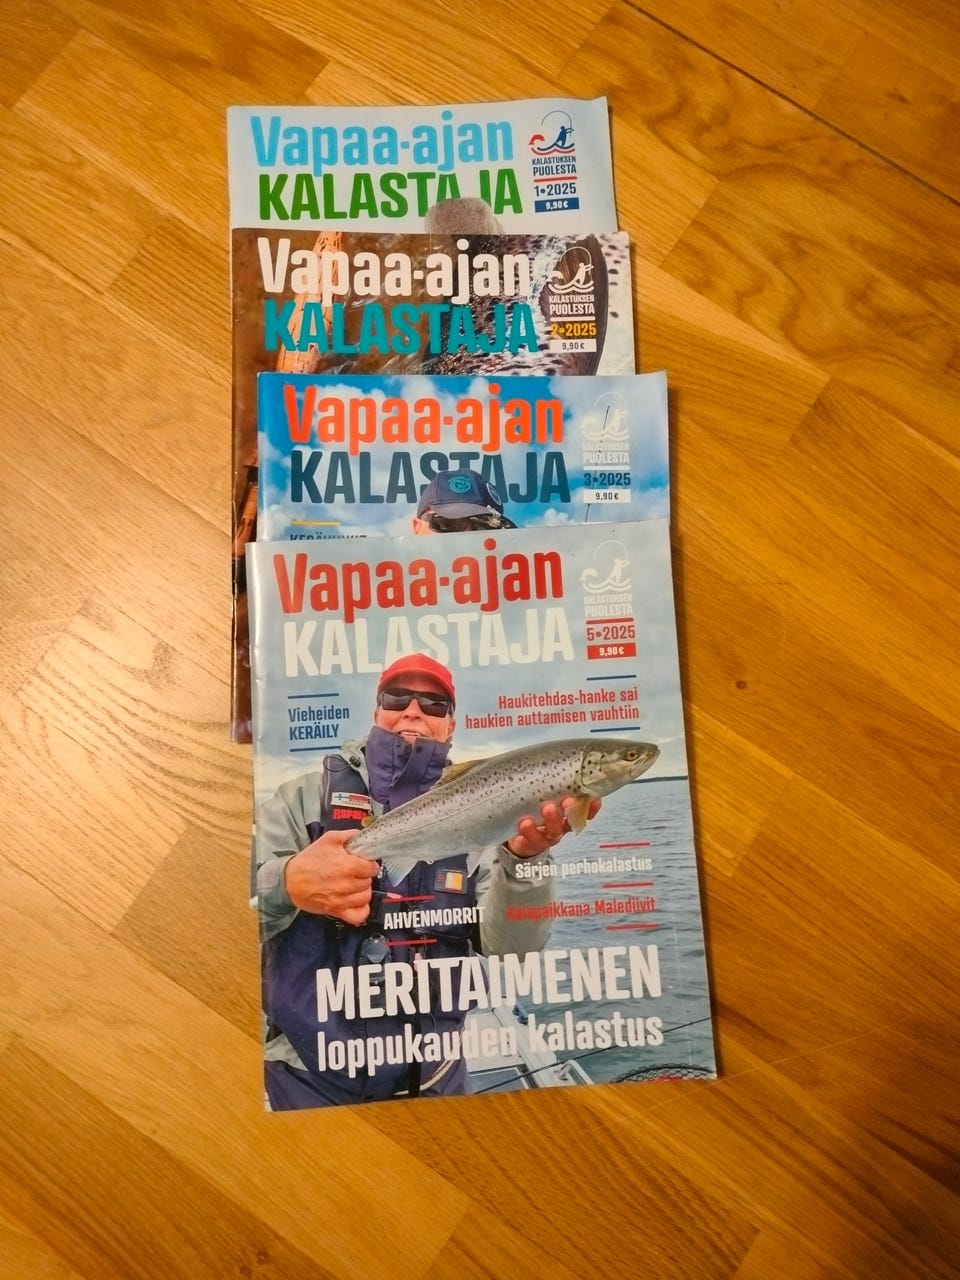 Vapaa-ajan
KALASTAJA
KALASTUKSEN
PUOLESTA
1•2025
9,90 €
Vapaa-ajan
KALASTAJA
KALASTUKSEN
PUOLESTA
2•2025
9,90 €
Vapaa-ajan
KALASTAJA
KALASTUKSEN
PUOLESTA
3•2025
9,90 €
Vapaa-ajan
KALASTAJA
KALASTUKSEN
PUOLESTA
5•2025
9,90 €
Vieheiden
KERÄILY
Haukitehdas-hanke sai
haukien auttamisen vauhtiin
Rapala
Särjen perhokalastus
AHVENMORRIT
Kalapaikkana Malediivit
MERITAIMENEN
loppukauden kalastus